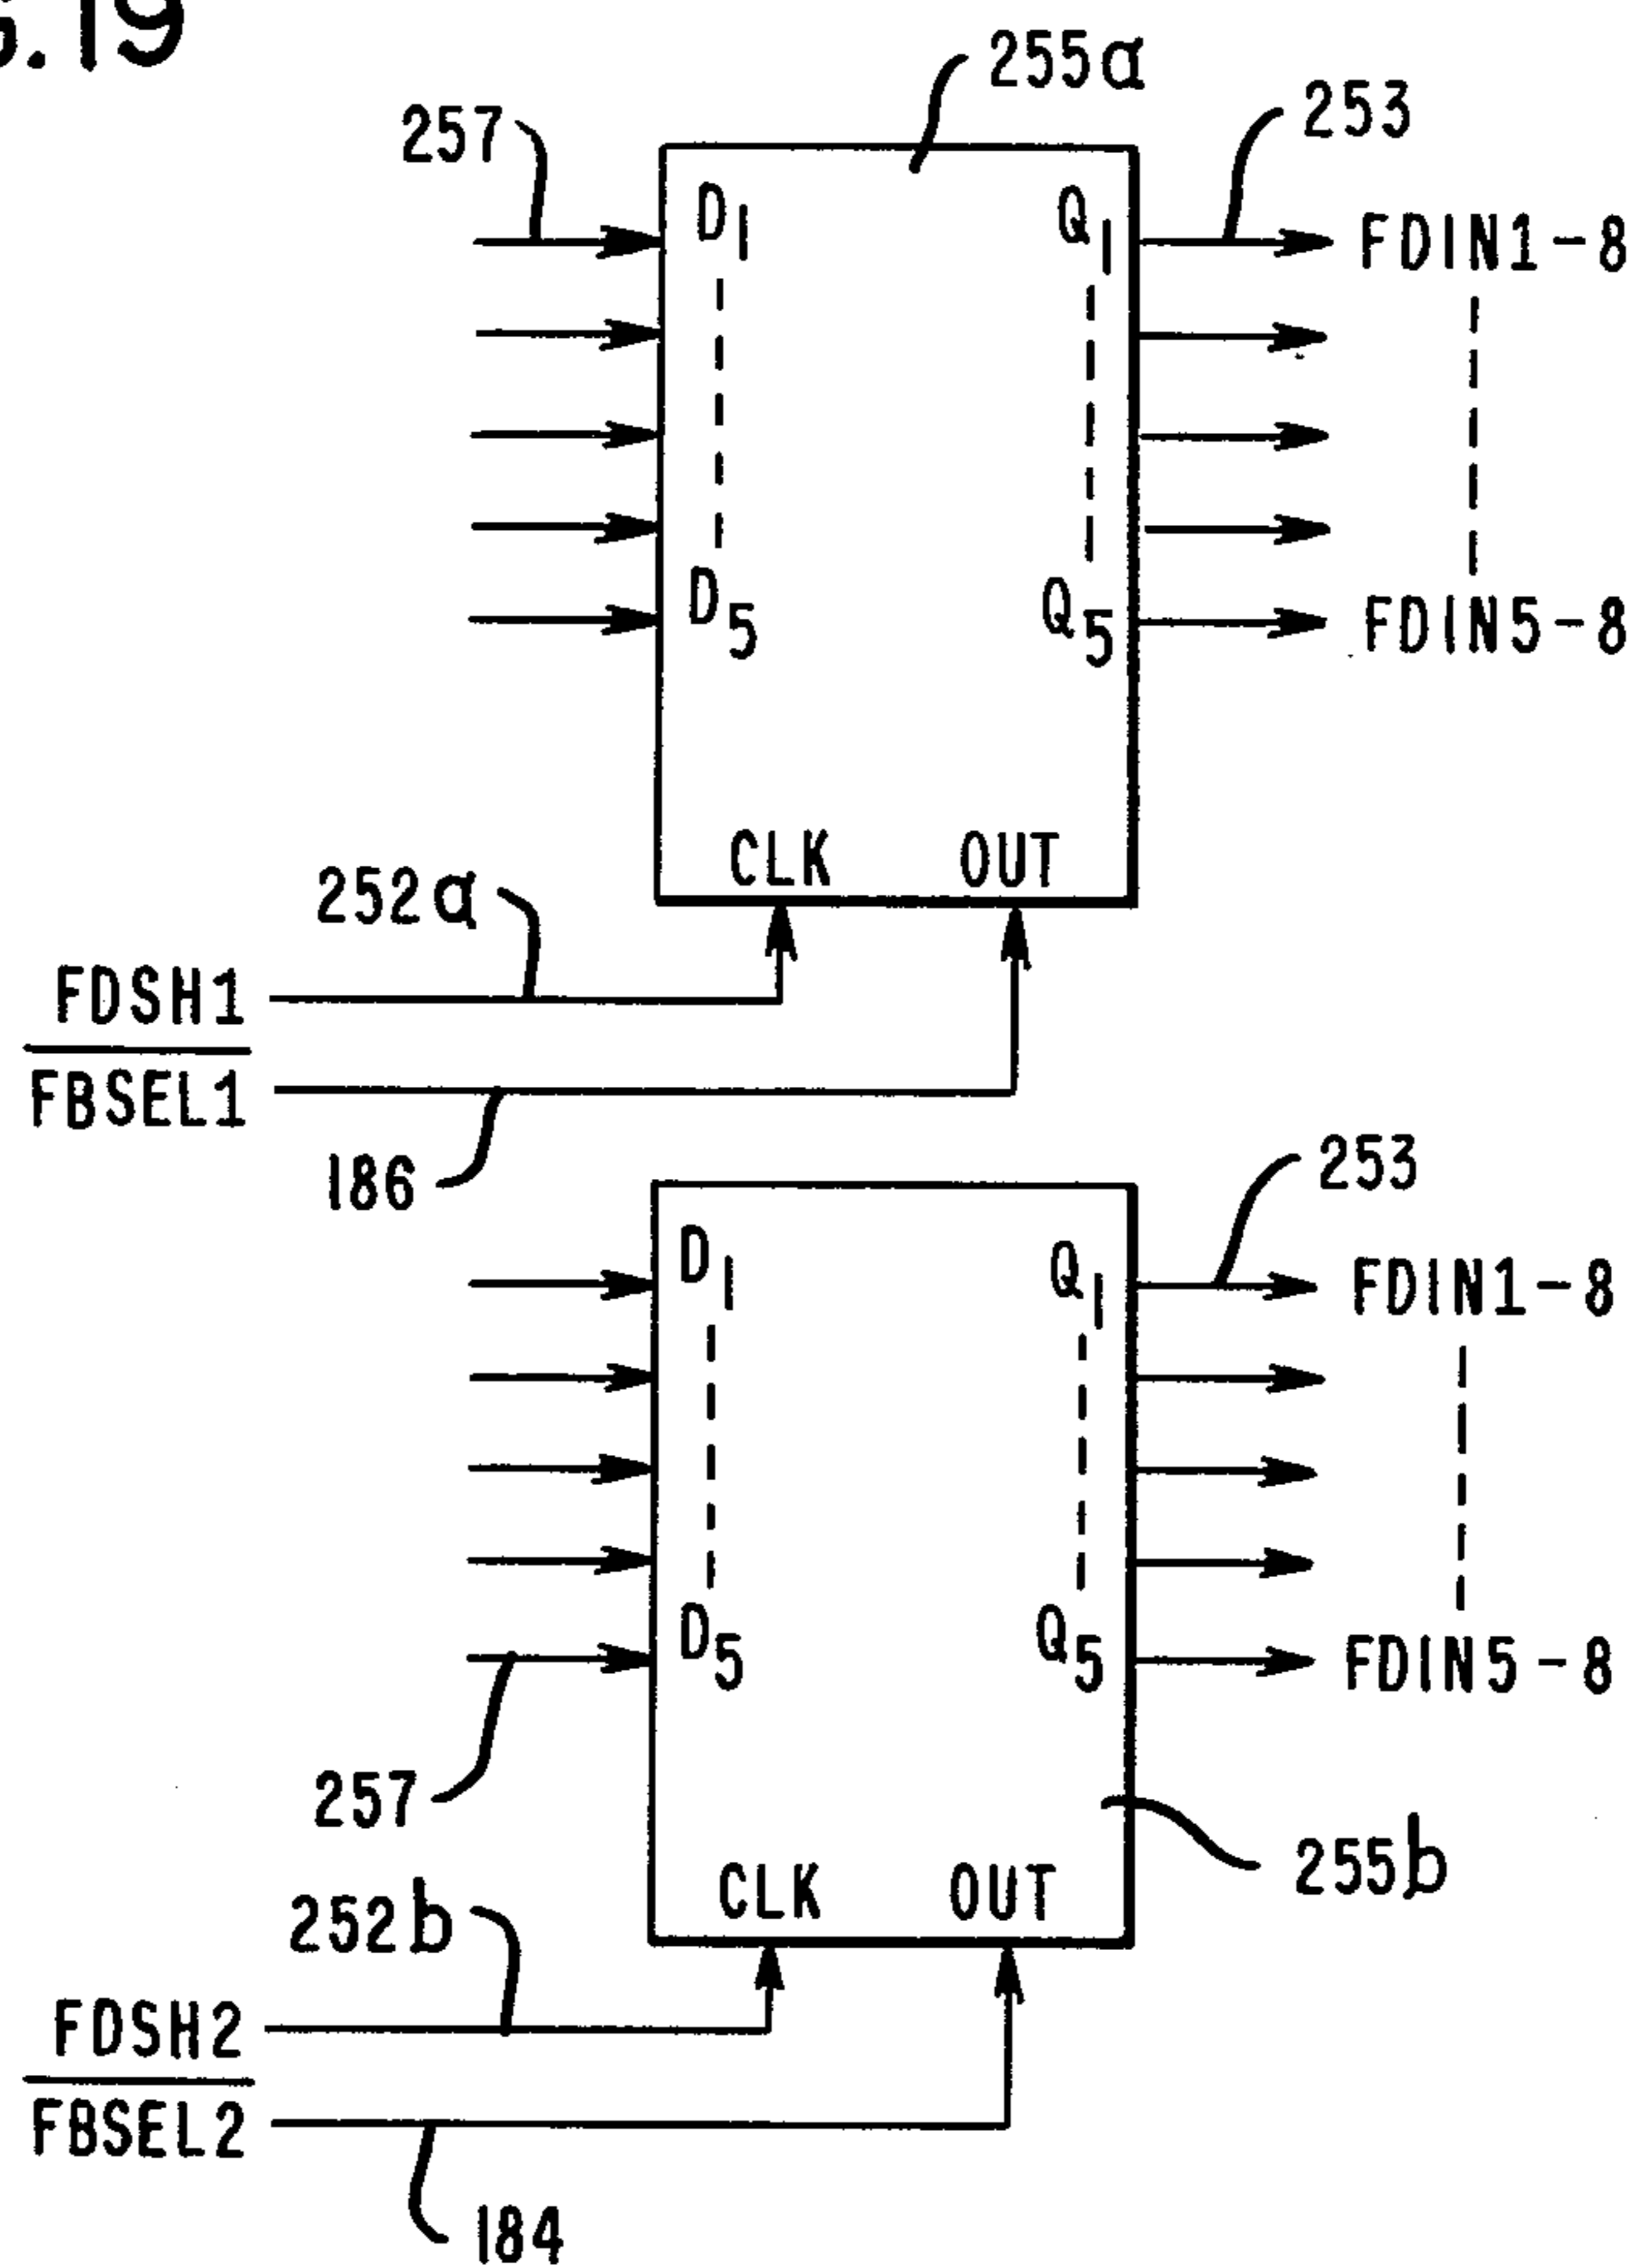 .19
255a
257
253
D1
Q1
FDIN1-8
D5
Q5
FDIN5-8
CLK
OUT
252a
FDSH1
FBSEL1
186
253
D1
Q1
FDIN1-8
D5
Q5
FDIN5-8
257
255b
CLK
OUT
252b
FDSH2
FBSEL2
184